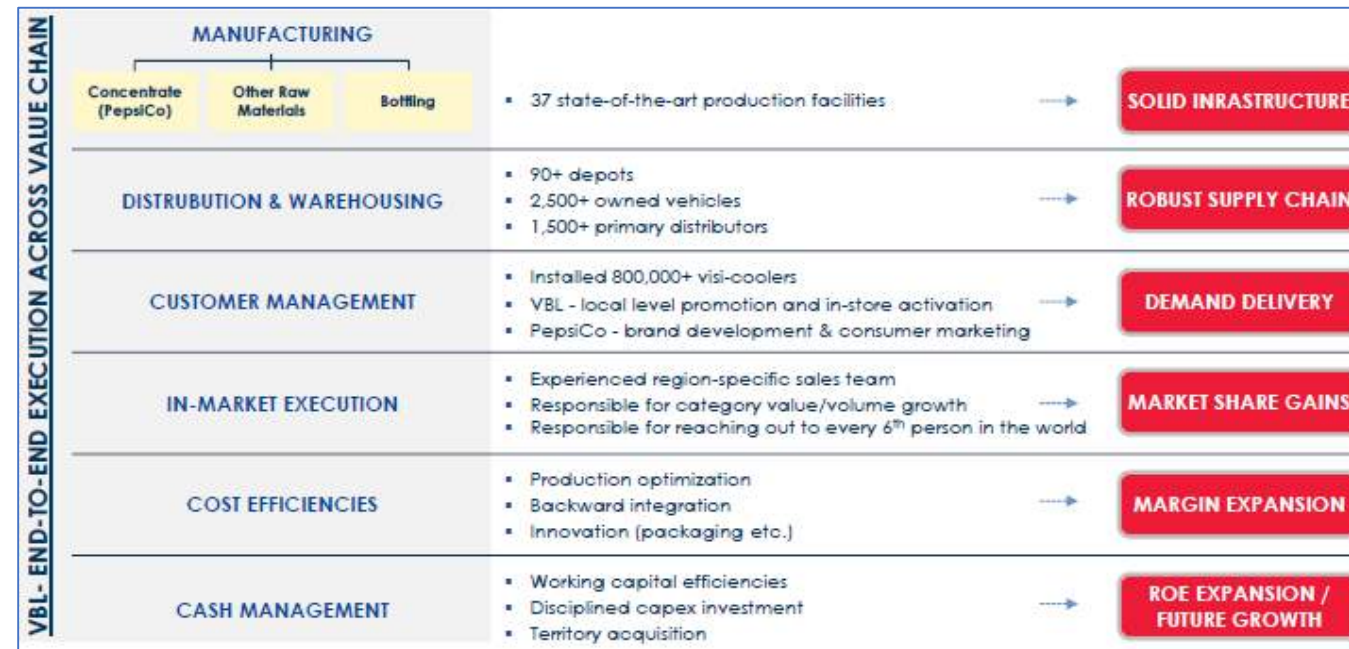 VBL- END-TO-END EXECUTION ACROSS VALUE CHAIN
MANUFACTURING
Concentrate
(PepsiCo)
Other Raw
Materials
Bottling
▪ 37 state-of-the-art production facilities
SOLID INRASTRUCTURE
DISTRUBUTION & WAREHOUSING
▪ 90+ depots
▪ 2,500+ owned vehicles
▪ 1,500+ primary distributors
ROBUST SUPPLY CHAIN
CUSTOMER MANAGEMENT
▪ Installed 800,000+ visi-coolers
▪ VBL - local level promotion and in-store activation
▪ PepsiCo - brand development & consumer marketing
DEMAND DELIVERY
IN-MARKET EXECUTION
▪ Experienced region-specific sales team
▪ Responsible for category value/volume growth
▪ Responsible for reaching out to every 6th person in the world
MARKET SHARE GAINS
COST EFFICIENCIES
▪ Production optimization
▪ Backward integration
▪ Innovation (packaging etc.)
MARGIN EXPANSION
CASH MANAGEMENT
▪ Working capital efficiencies
▪ Disciplined capex investment
▪ Territory acquisition
ROE EXPANSION /
FUTURE GROWTH